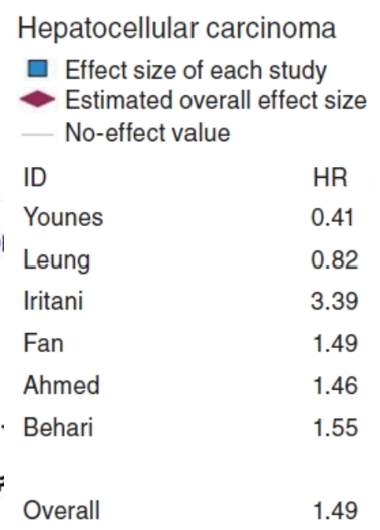 Hepatocellular carcinoma
Effect size of each study
Estimated overall effect size
No-effect value
ID HR
Younes 0.41
Leung 0.82
Iritani 3.39
Fan 1.49
Ahmed 1.46
Behari 1.55
Overall 1.49